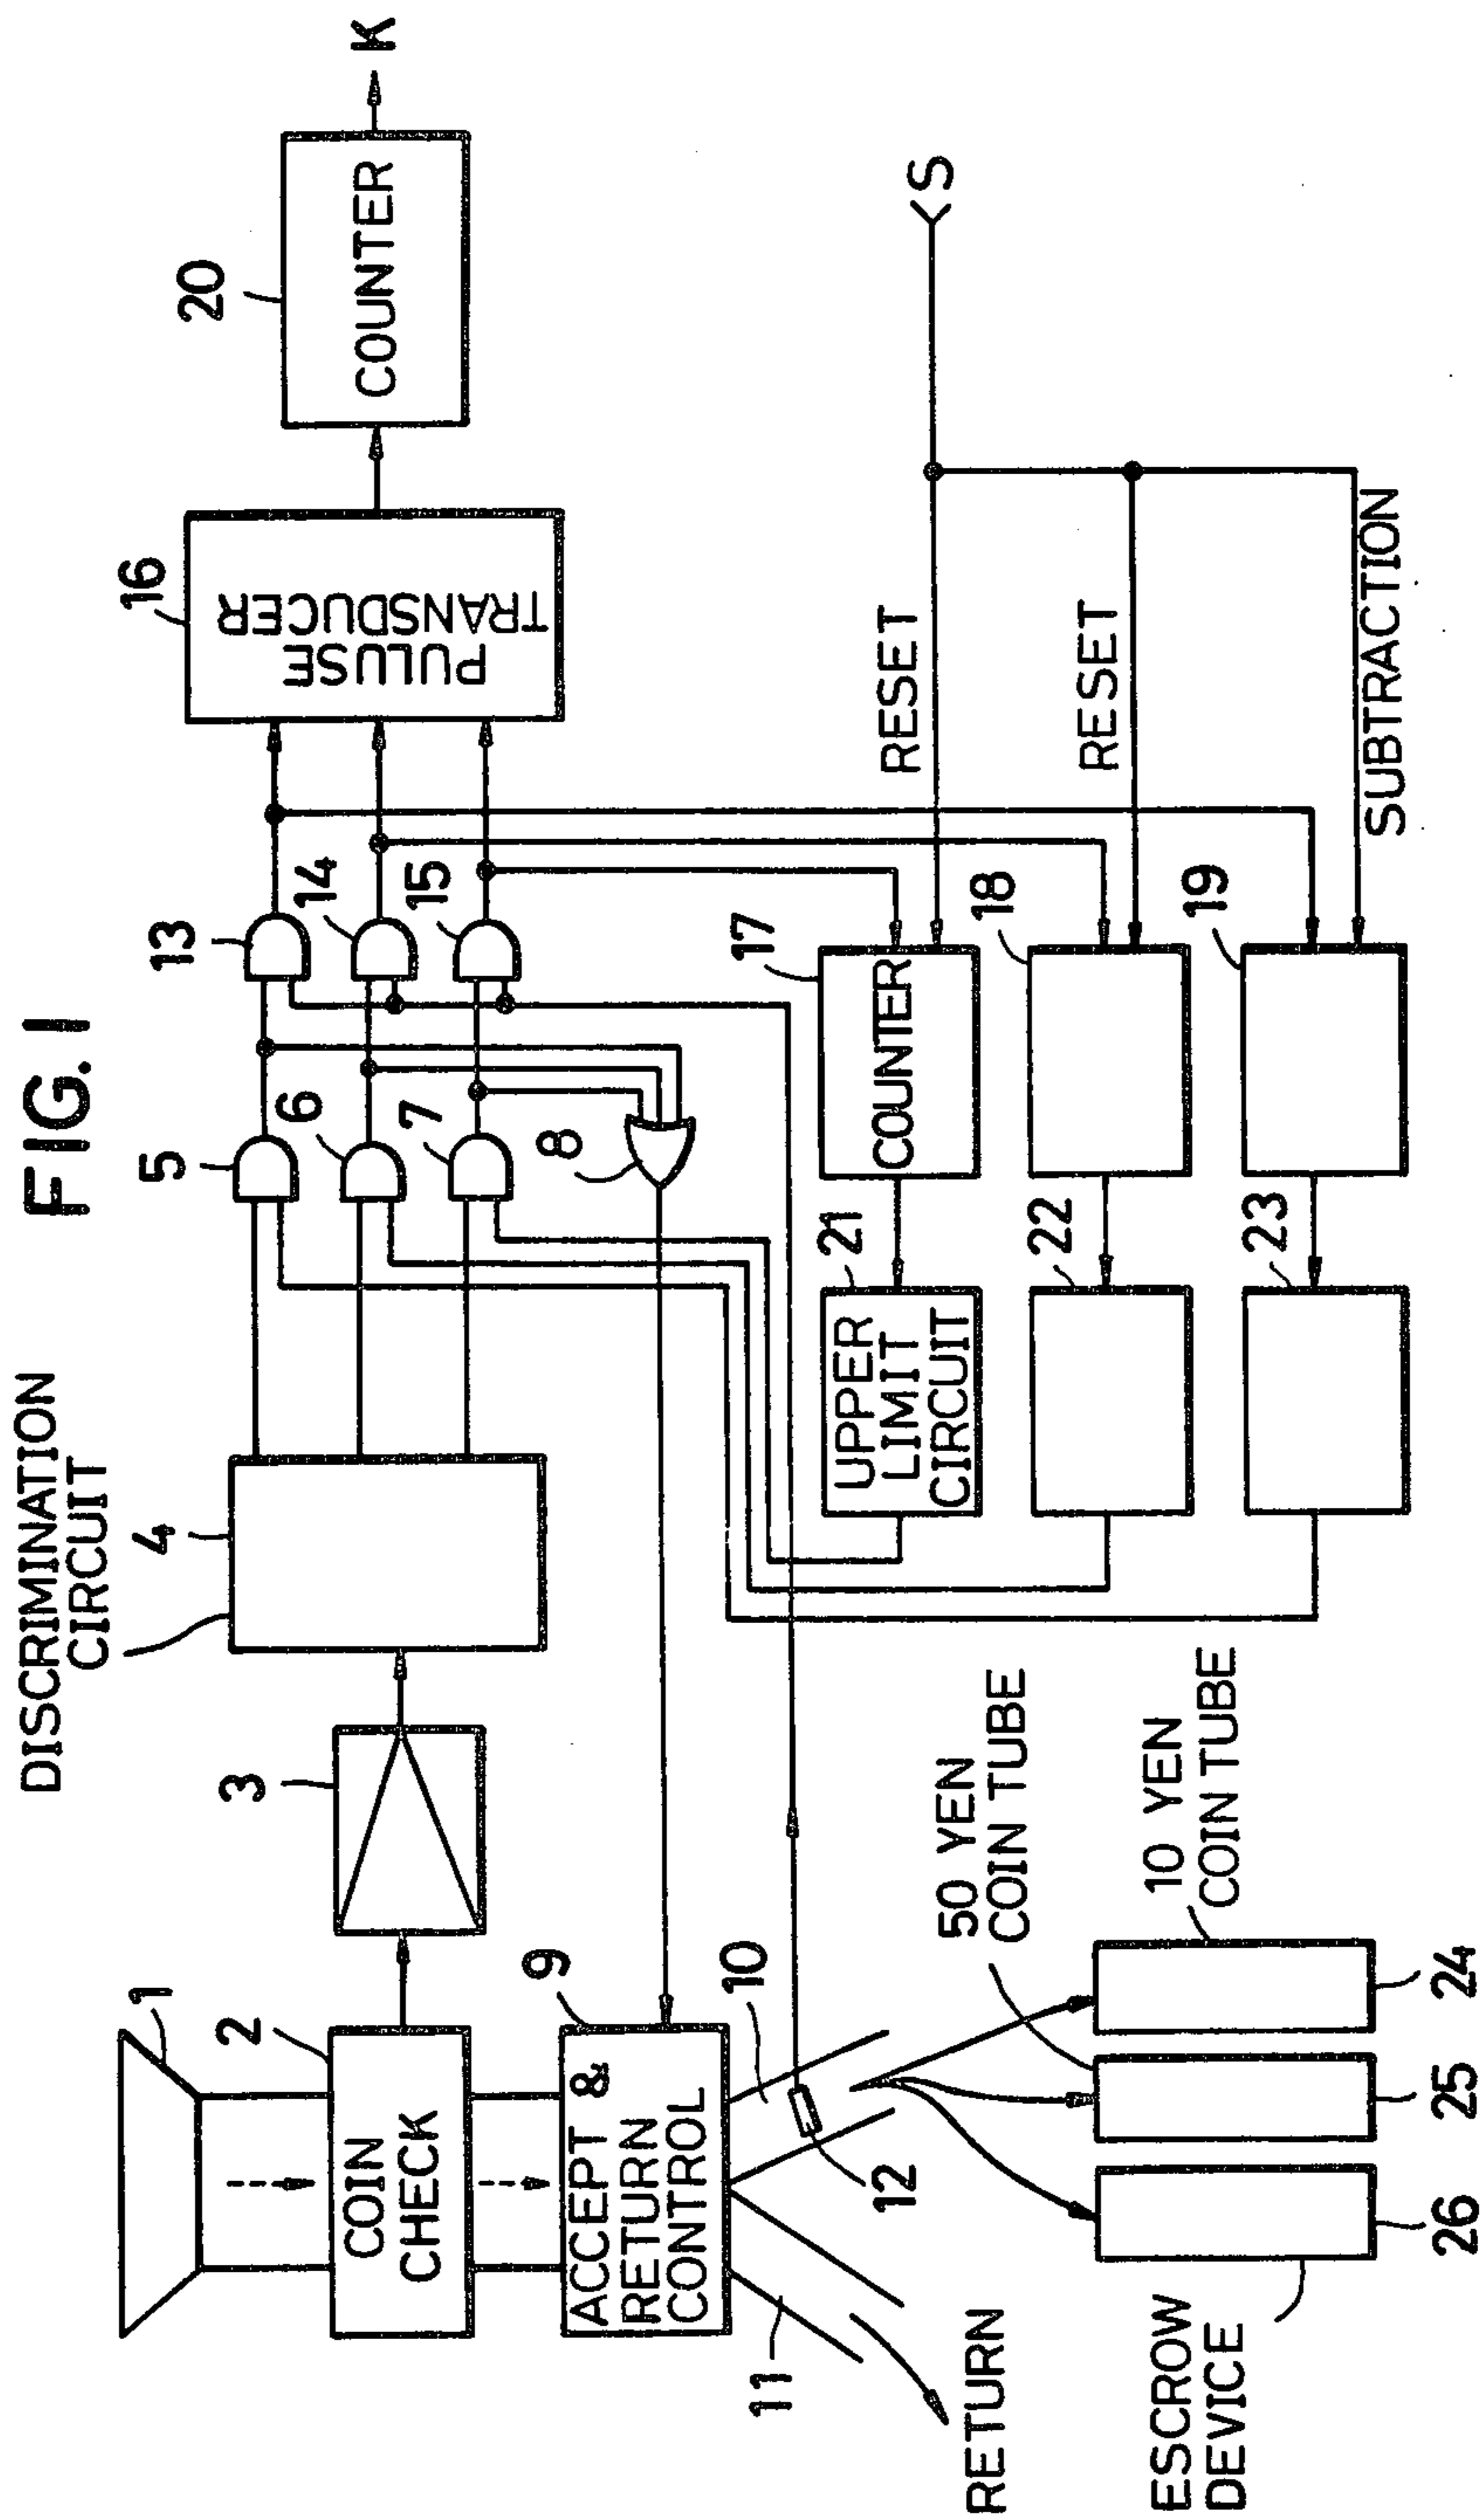 FIG. 1
DISCRIMINATION
CIRCUIT
1
2
COIN
CHECK
3
4
5
6
7
8
9
ACCEPT &
RETURN
CONTROL
10
11
12
RETURN
13
14
15
16
PULUSE
TRANSDUCER
20
COUNTER
K
S
RESET
RESET
SUBTRACTION
17
COUNTER
18
19
21
UPPER
LIMIT
CIRCUIT
22
23
50 YEN
COIN TUBE
10 YEN
COIN TUBE
ESCROW
DEVICE
26
25
24